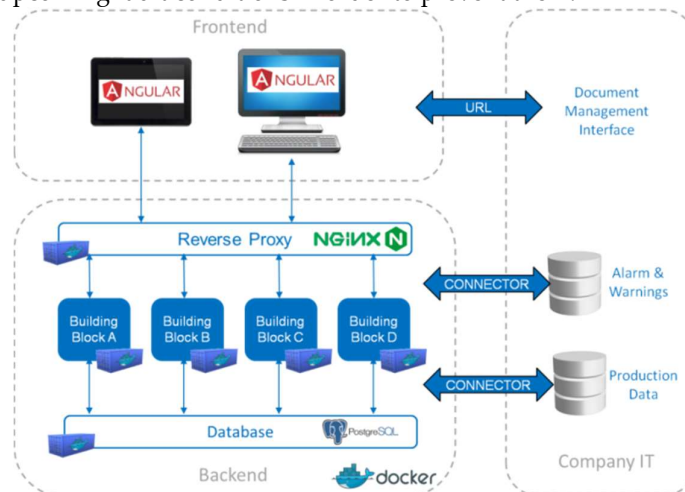 Frontend
ANGULAR
ANGULAR
URL
Document
Management
Interface
Reverse Proxy NGINX
CONNECTOR
Alarm &
Warnings
Building
Block A
Building
Block B
Building
Block C
Building
Block D
CONNECTOR
Production
Data
Database PostgreSQL
Backend
docker
Company IT